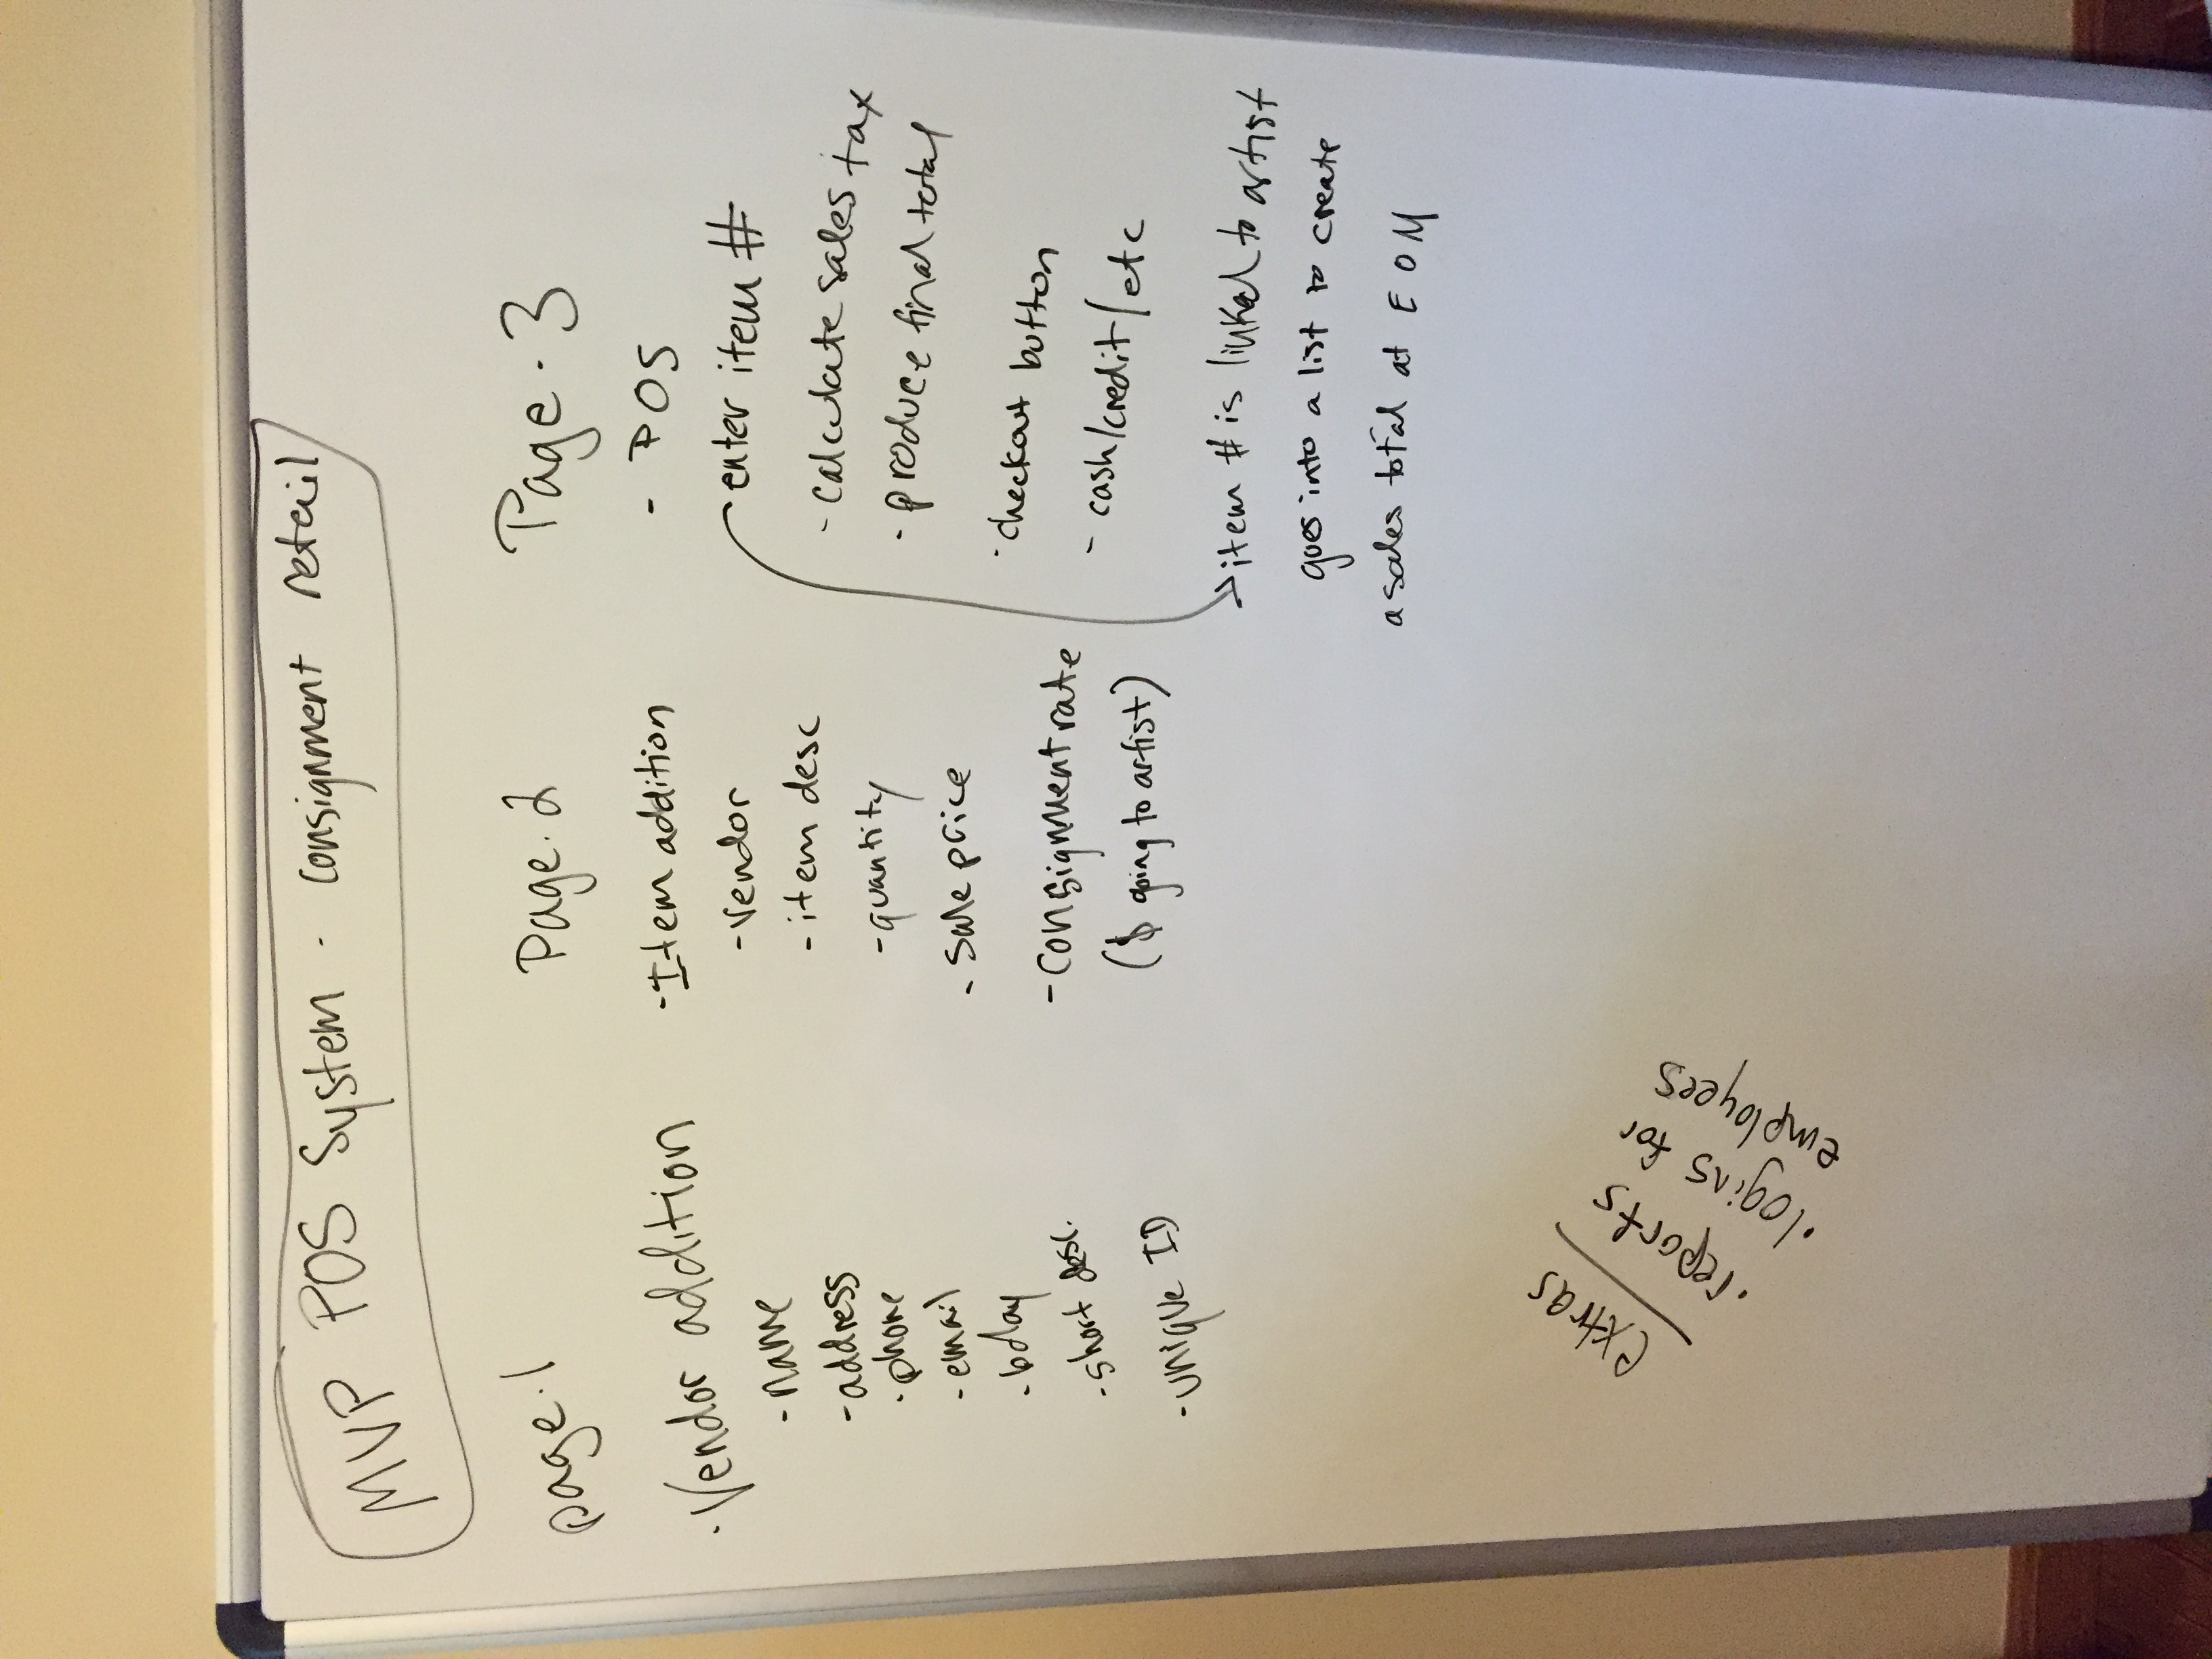 MVP POS System - consignment retail
page.1
· Vendor addition
- name
- address
· phone
- email
- bday
- short desc.
- unique ID
Page.2
- Item addition
- vendor
- item desc
- quantity
- sale price
- consignment rate
($ going to artist)
Page.3
- POS
enter item #
- calculate sales tax
- produce final total
· checkout button
- cash/credit/etc
item # is linked to artist
goes into a list to create
a sales total at EOM
extras
· reports
· logins for
employees